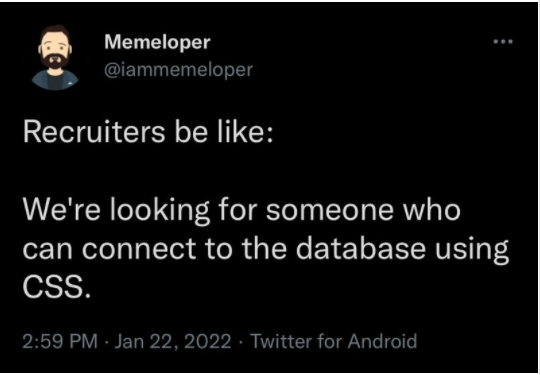 Memeloper
@iammemeloper
Recruiters be like:
We're looking for someone who
can connect to the database using
CSS.
2:59 PM · Jan 22, 2022 · Twitter for Android